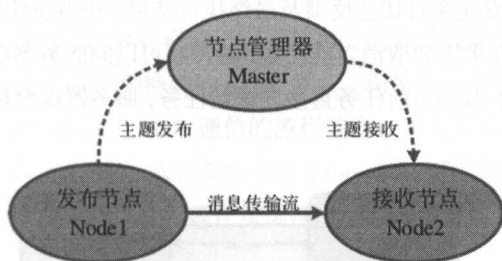 节点管理器
Master
主题发布
主题接收
发布节点
Node1
消息传输流
接收节点
Node2